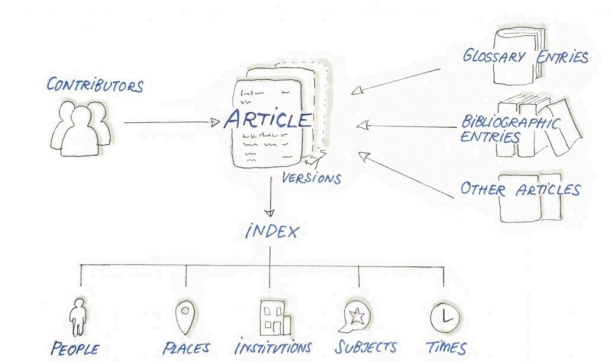 GLOSSARY ENTRIES
CONTRIBUTORS
ARTICLE
BIBLIOGRAPHIC
ENTRIES
VERSIONS
OTHER ARTICLES
INDEX
PEOPLE
PLACES
INSTITUTIONS
SUBJECTS
TIMES